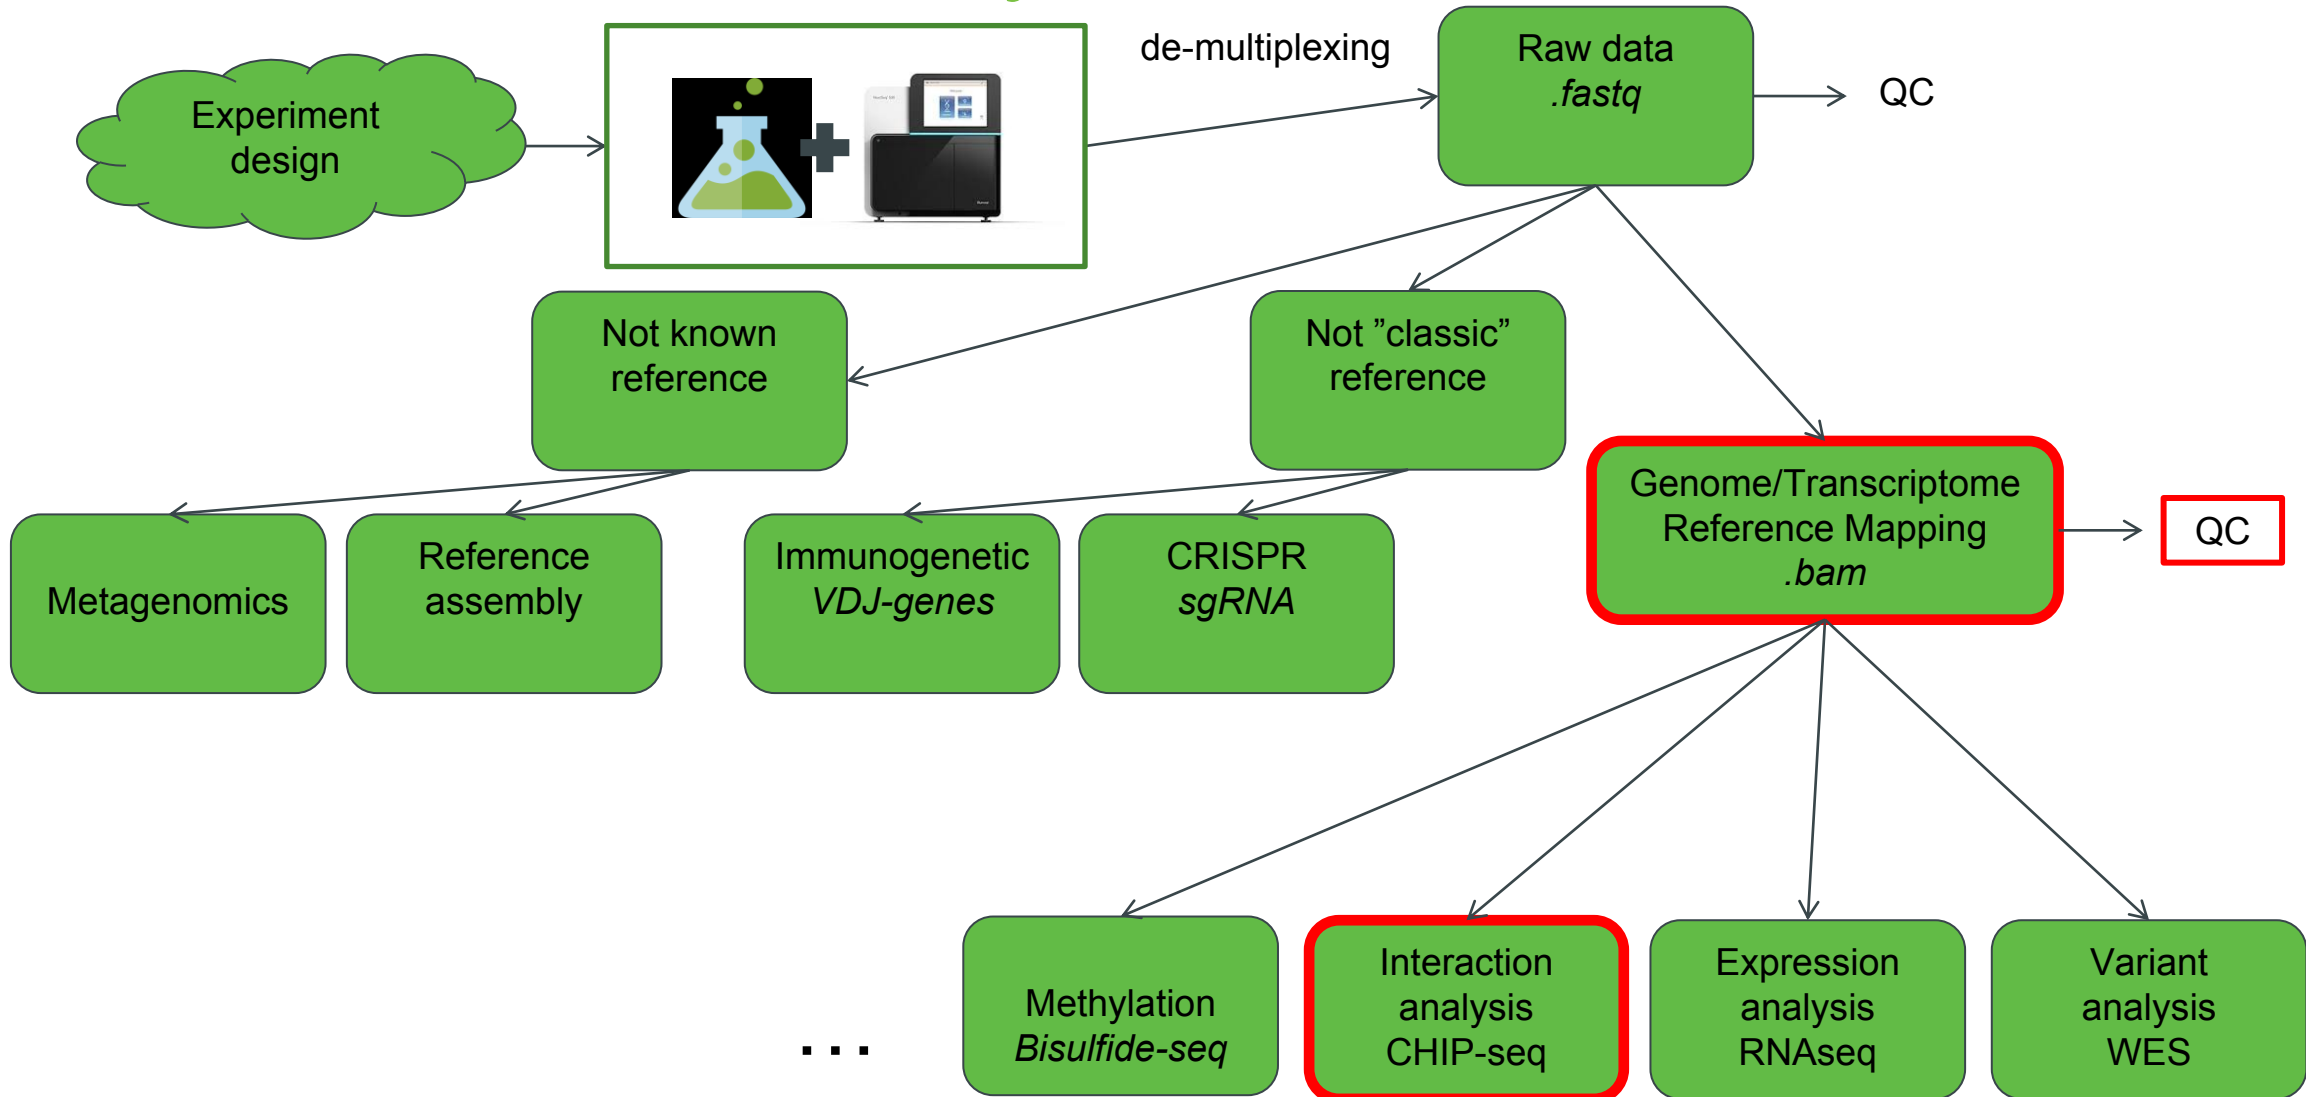 de-multiplexing
Experiment
design
Raw data
.fastq
QC
Not known
reference
Not ”classic”
reference
Genome/Transcriptome
Reference Mapping
.bam
QC
Metagenomics
Reference
assembly
Immunogenetic
VDJ-genes
CRISPR
sgRNA
...
Methylation
Bisulfide-seq
Interaction
analysis
CHIP-seq
Expression
analysis
RNAseq
Variant
analysis
WES